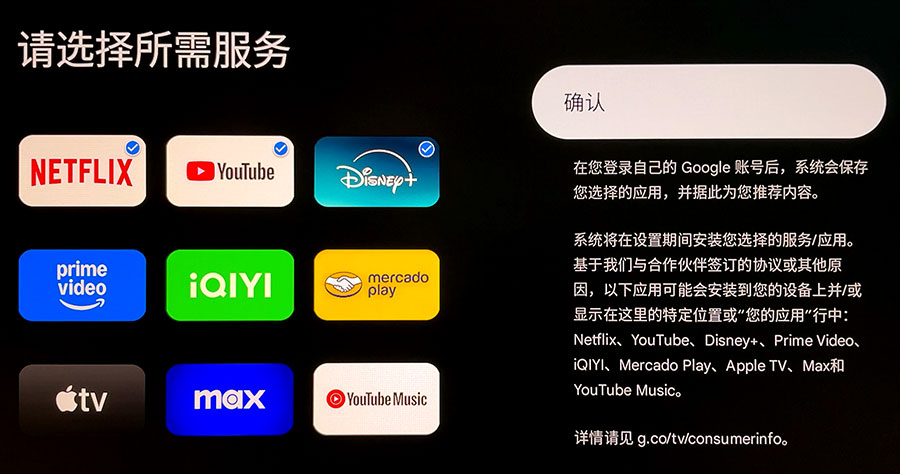 请选择所需服务
NETFLIX
YouTube
Disney+
prime
video
iQIYI
mercado
play
tv
max
YouTube Music
确认
在您登录自己的 Google 账号后，系统会保存
您选择的应用，并据此为您推荐内容。
系统将在设置期间安装您选择的服务/应用。
基于我们与合作伙伴签订的协议或其他原
因，以下应用可能会安装到您的设备上并/或
显示在这里的特定位置或“您的应用”行中：
Netflix、YouTube、Disney+、Prime Video、
iQIYI、Mercado Play、Apple TV、Max和
YouTube Music。
详情请见 g.co/tv/consumerinfo。